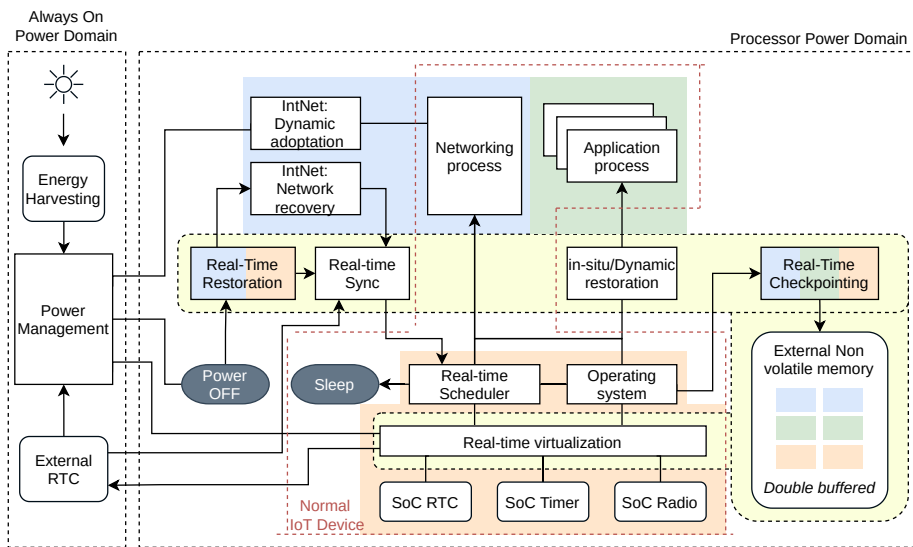 Always On
Power Domain
Processor Power Domain
IntNet:
Dynamic
adoptation
Networking
process
Application
process
Energy
Harvesting
IntNet:
Network
recovery
Real-Time
Restoration
Real-time
Sync
in-situ/Dynamic
restoration
Real-Time
Checkpointing
Power
Management
Power
OFF
Sleep
Real-time
Scheduler
Operating
system
External Non
volatile memory
Double buffered
External
RTC
Real-time virtualization
SoC RTC
SoC Timer
SoC Radio
Normal
IoT Device